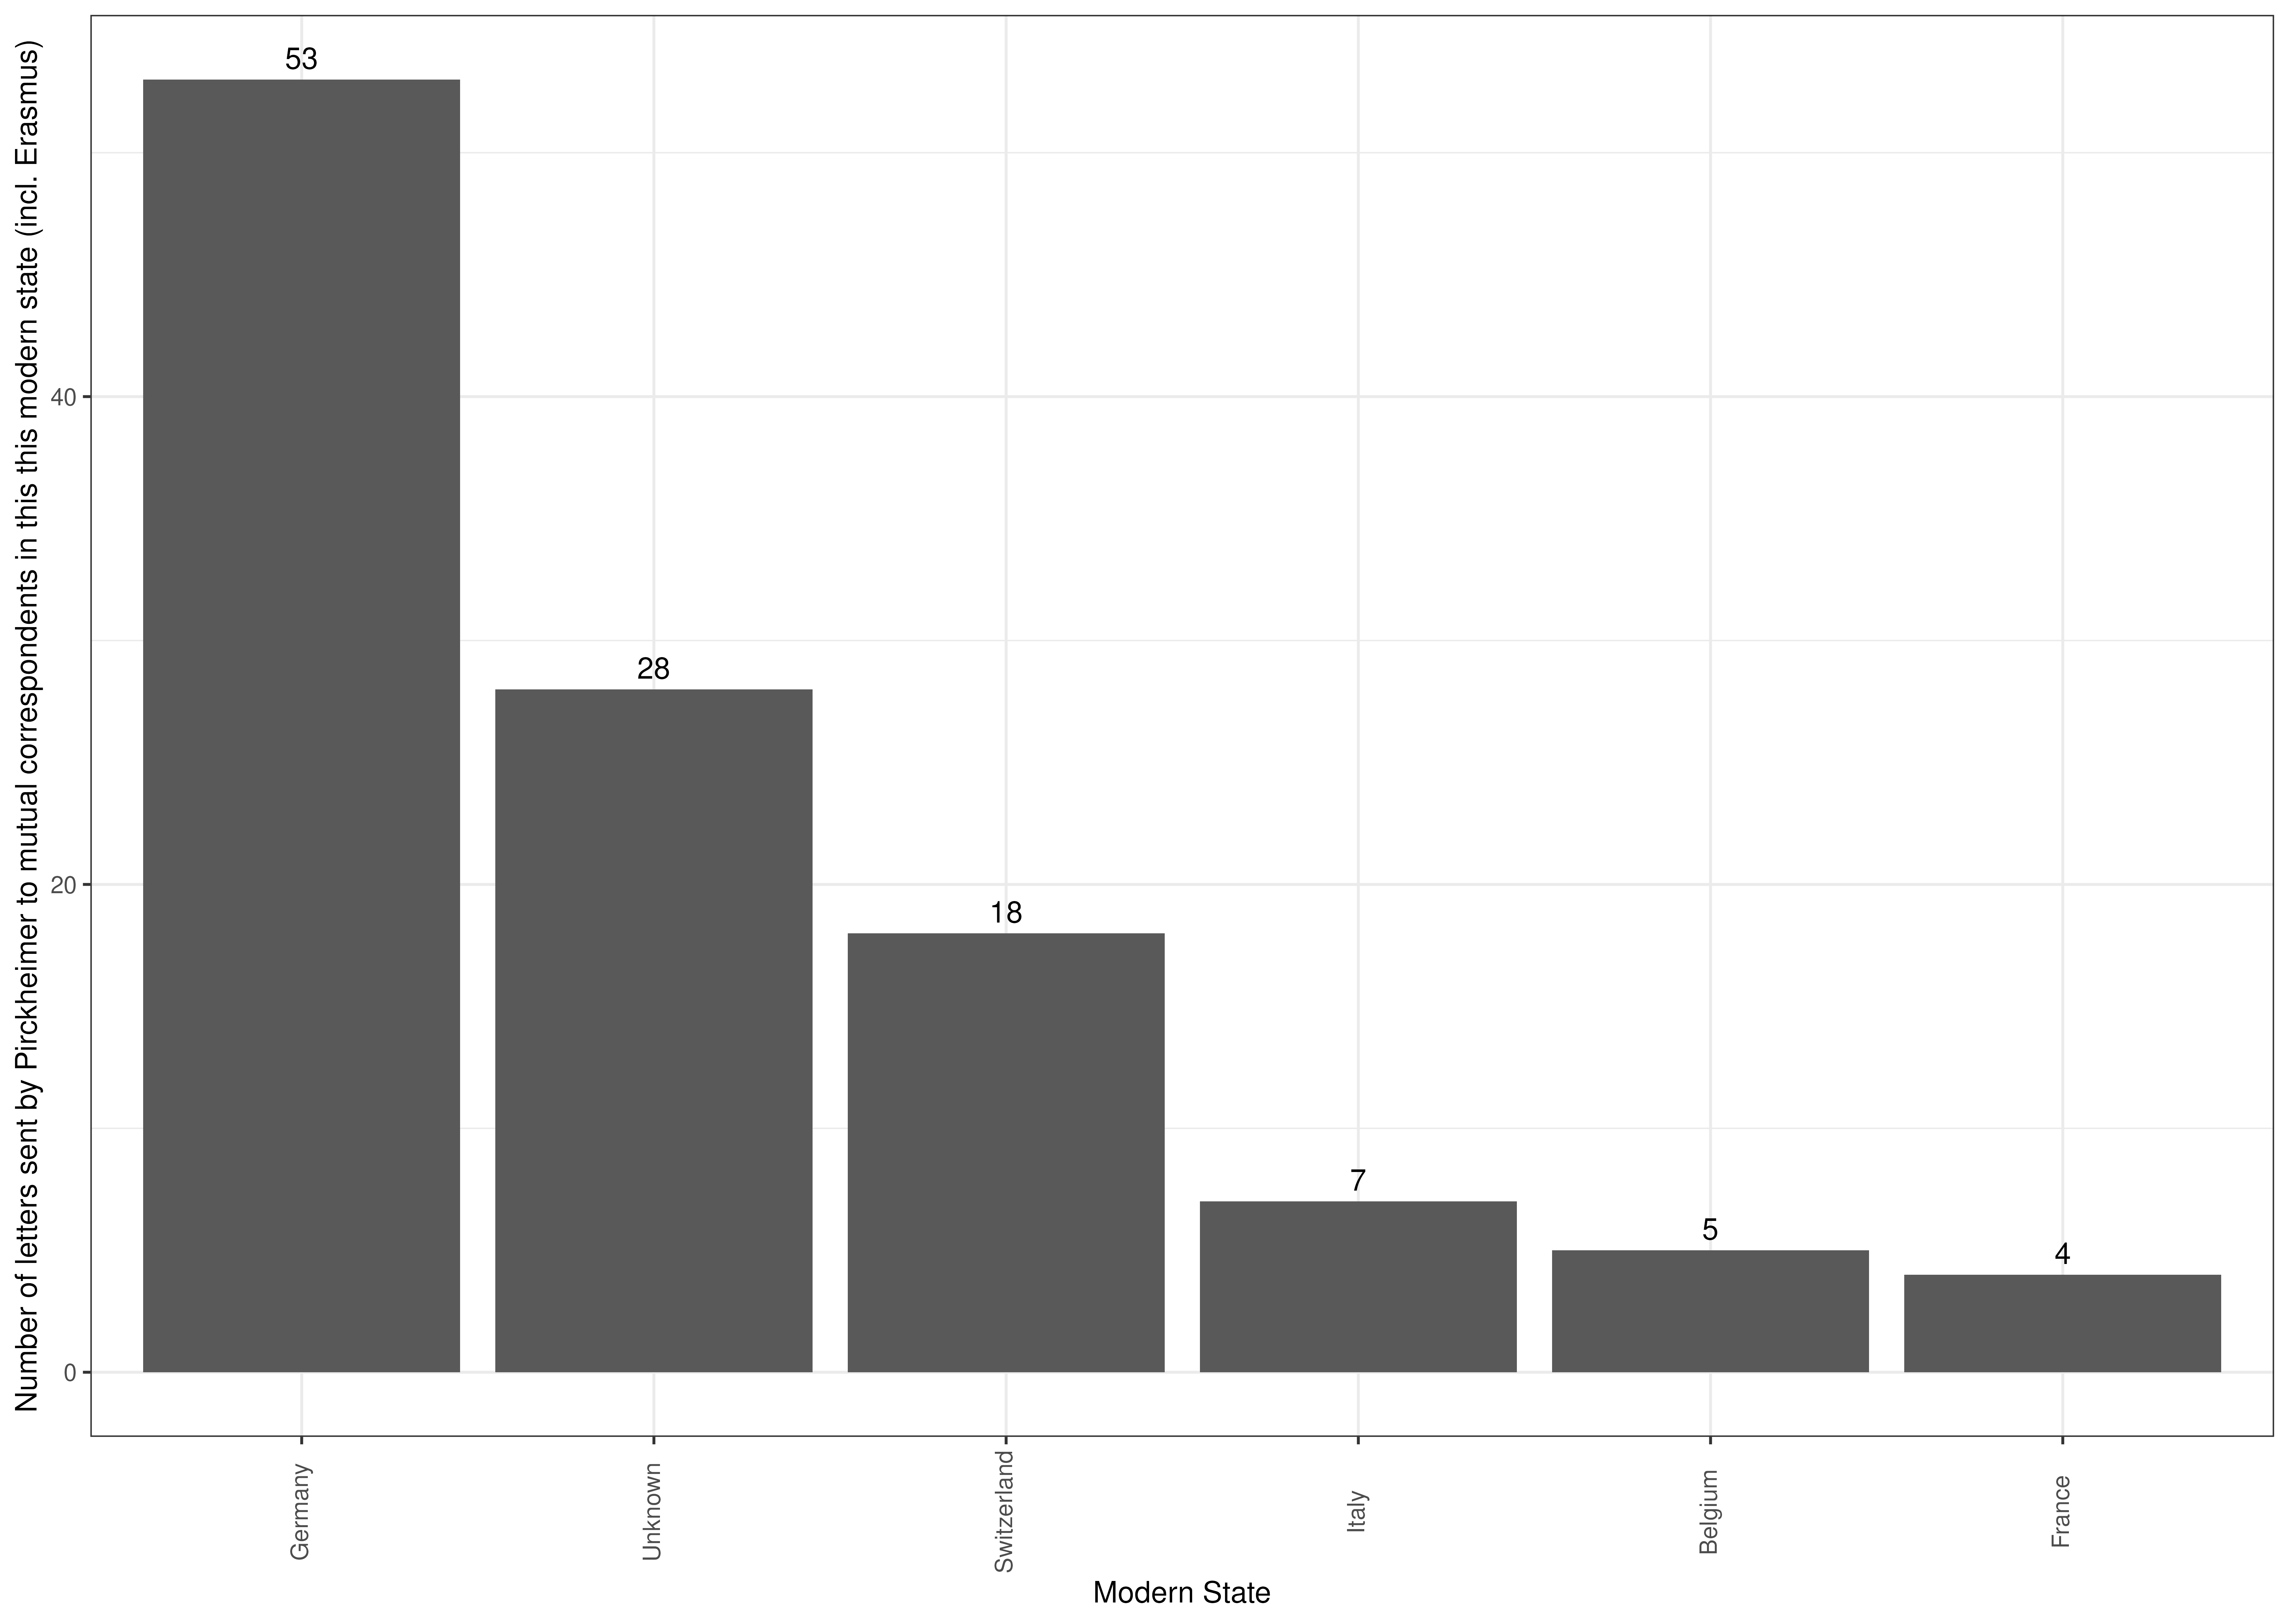 Number of letters sent by Pirckheimer to mutual correspondents in this this modern state (incl. Erasmus)
40
20
0
53
28
18
7
5
4
Germany
Unknown
Switzerland
Italy
Belgium
France
Modern State